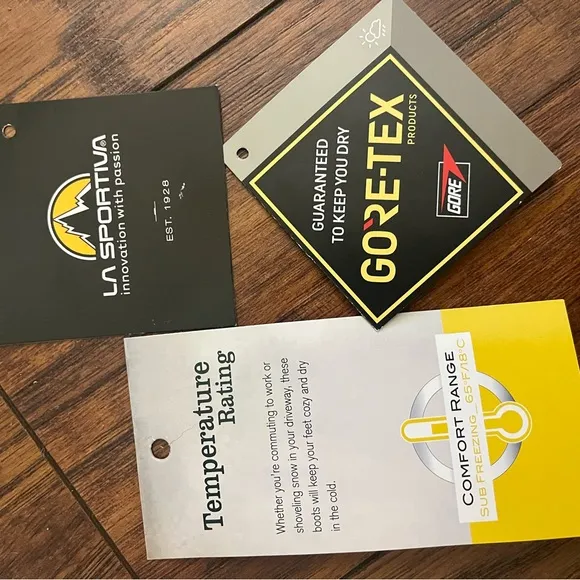 LA SPORTIVA®
innovation with passion
EST. 1928
GUARANTEED
TO KEEP YOU DRY
GORE-TEX
PRODUCTS
GORE
Temperature
Rating
Whether you're commuting to work or
shoveling snow in your driveway, these
boots will keep your feet cozy and dry
in the cold.
COMFORT RANGE
SUB FREEZING 65°F/18°C